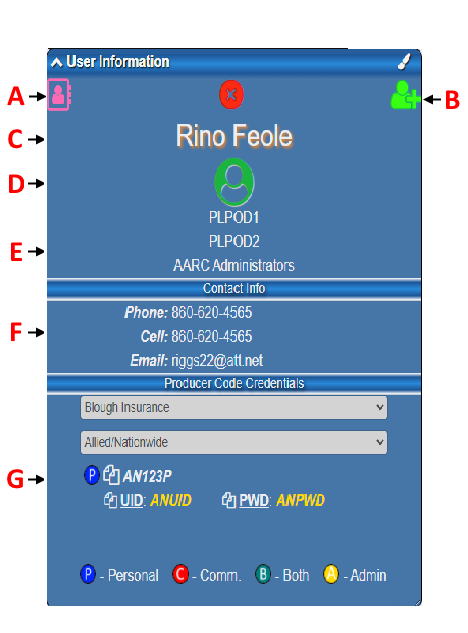 User Information
A
B
C
Rino Feole
D
PLPOD1
PLPOD2
E
AARC Administrators
Contact Info
Phone: 860-620-4565
F
Cell: 860-620-4565
Email: riggs22@att.net
Producer Code Credentials
Blough Insurance
Allied/Nationwide
G
P AN123P
UID: ANUID PWD: ANPWD
P - Personal C - Comm. B - Both A - Admin